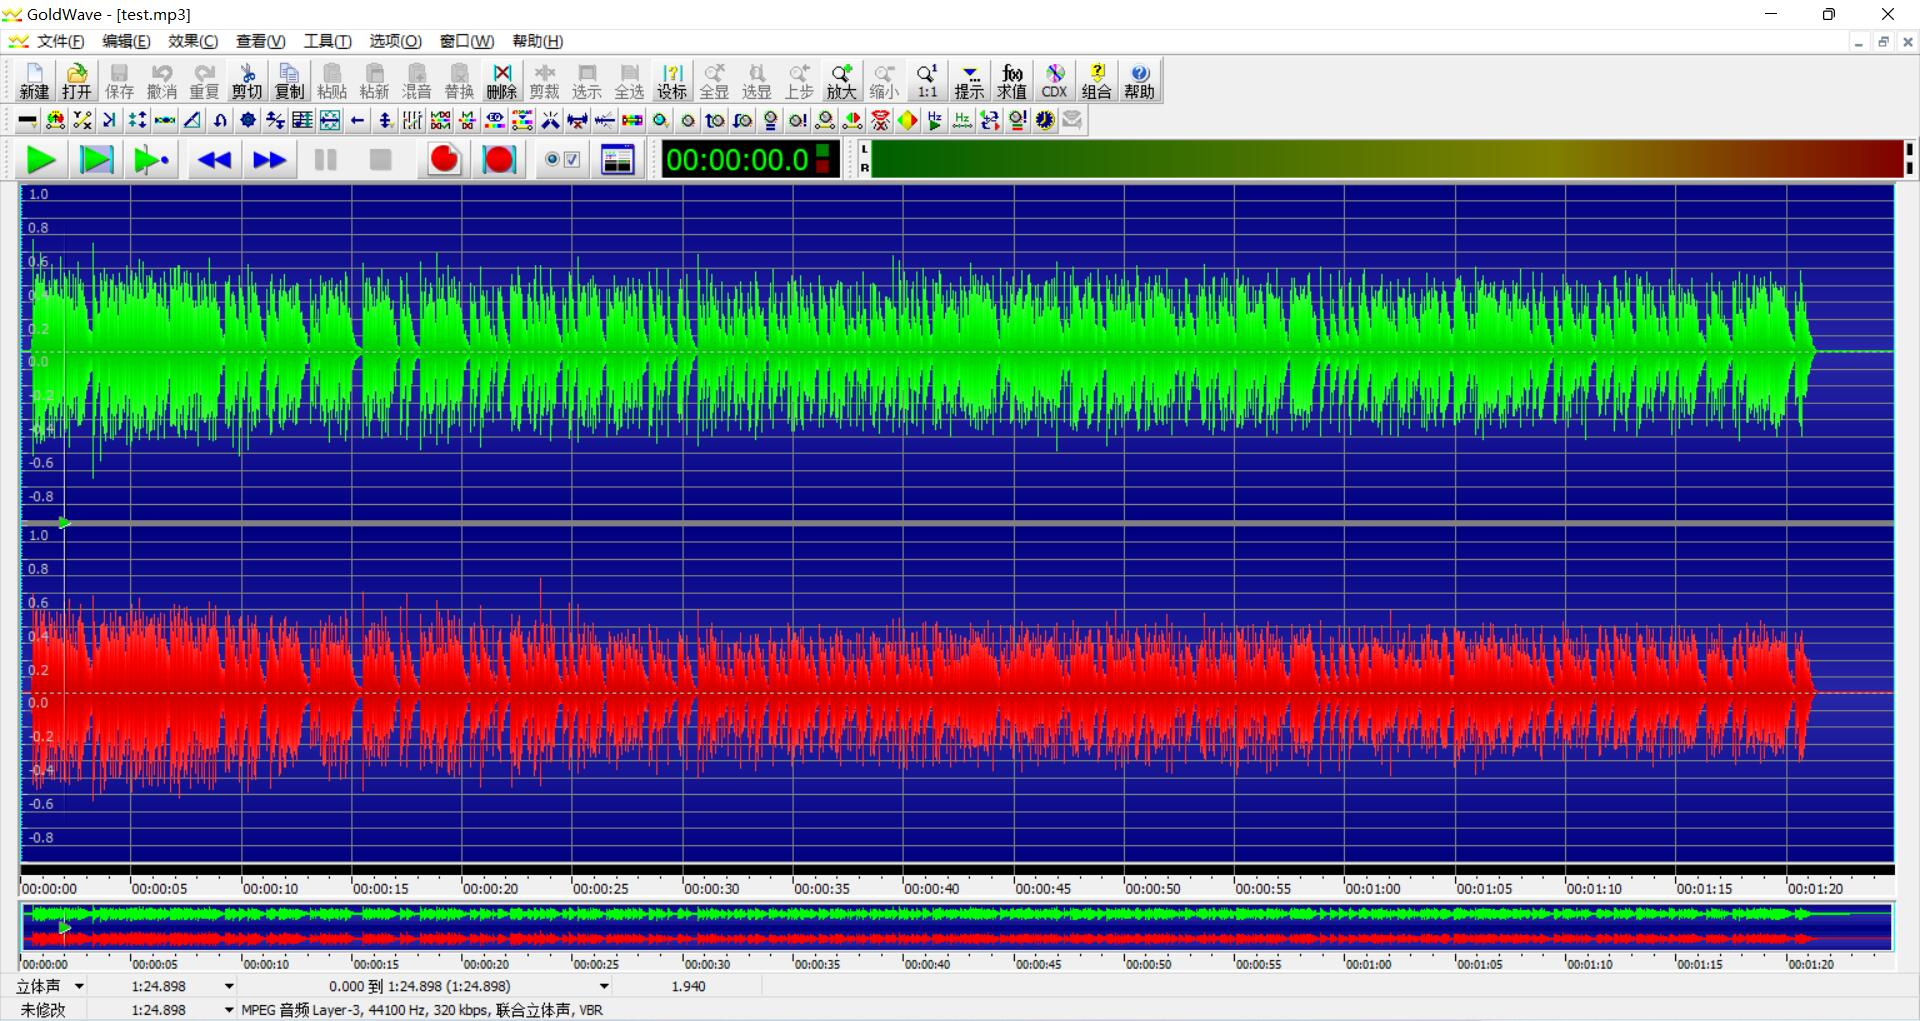 GoldWave - [test.mp3]
文件(F) 编辑(E) 效果(C) 查看(V) 工具(T) 选项(O) 窗口(W) 帮助(H)
新建 打开 保存 撤消 重复 剪切 复制 粘贴 粘新 混音 替换 删除 剪裁 选示 全选 设标 全显 选显 上步 放大 缩小 1:1 提示 求值 CDX 组合 帮助
00:00:00.0
L
R
1.0
0.8
0.6
0.4
0.2
0.0
-0.2
-0.4
-0.6
-0.8
1.0
0.8
0.6
0.4
0.2
0.0
-0.2
-0.4
-0.6
-0.8
00:00:00 00:00:05 00:00:10 00:00:15 00:00:20 00:00:25 00:00:30 00:00:35 00:00:40 00:00:45 00:00:50 00:00:55 00:01:00 00:01:05 00:01:10 00:01:15 00:01:20
00:00:00 00:00:05 00:00:10 00:00:15 00:00:20 00:00:25 00:00:30 00:00:35 00:00:40 00:00:45 00:00:50 00:00:55 00:01:00 00:01:05 00:01:10 00:01:15 00:01:20
立体声 1:24.898 0.000 到 1:24.898 (1:24.898) 1.940
未修改 1:24.898 MPEG 音频 Layer-3, 44100 Hz, 320 kbps, 联合立体声, VBR